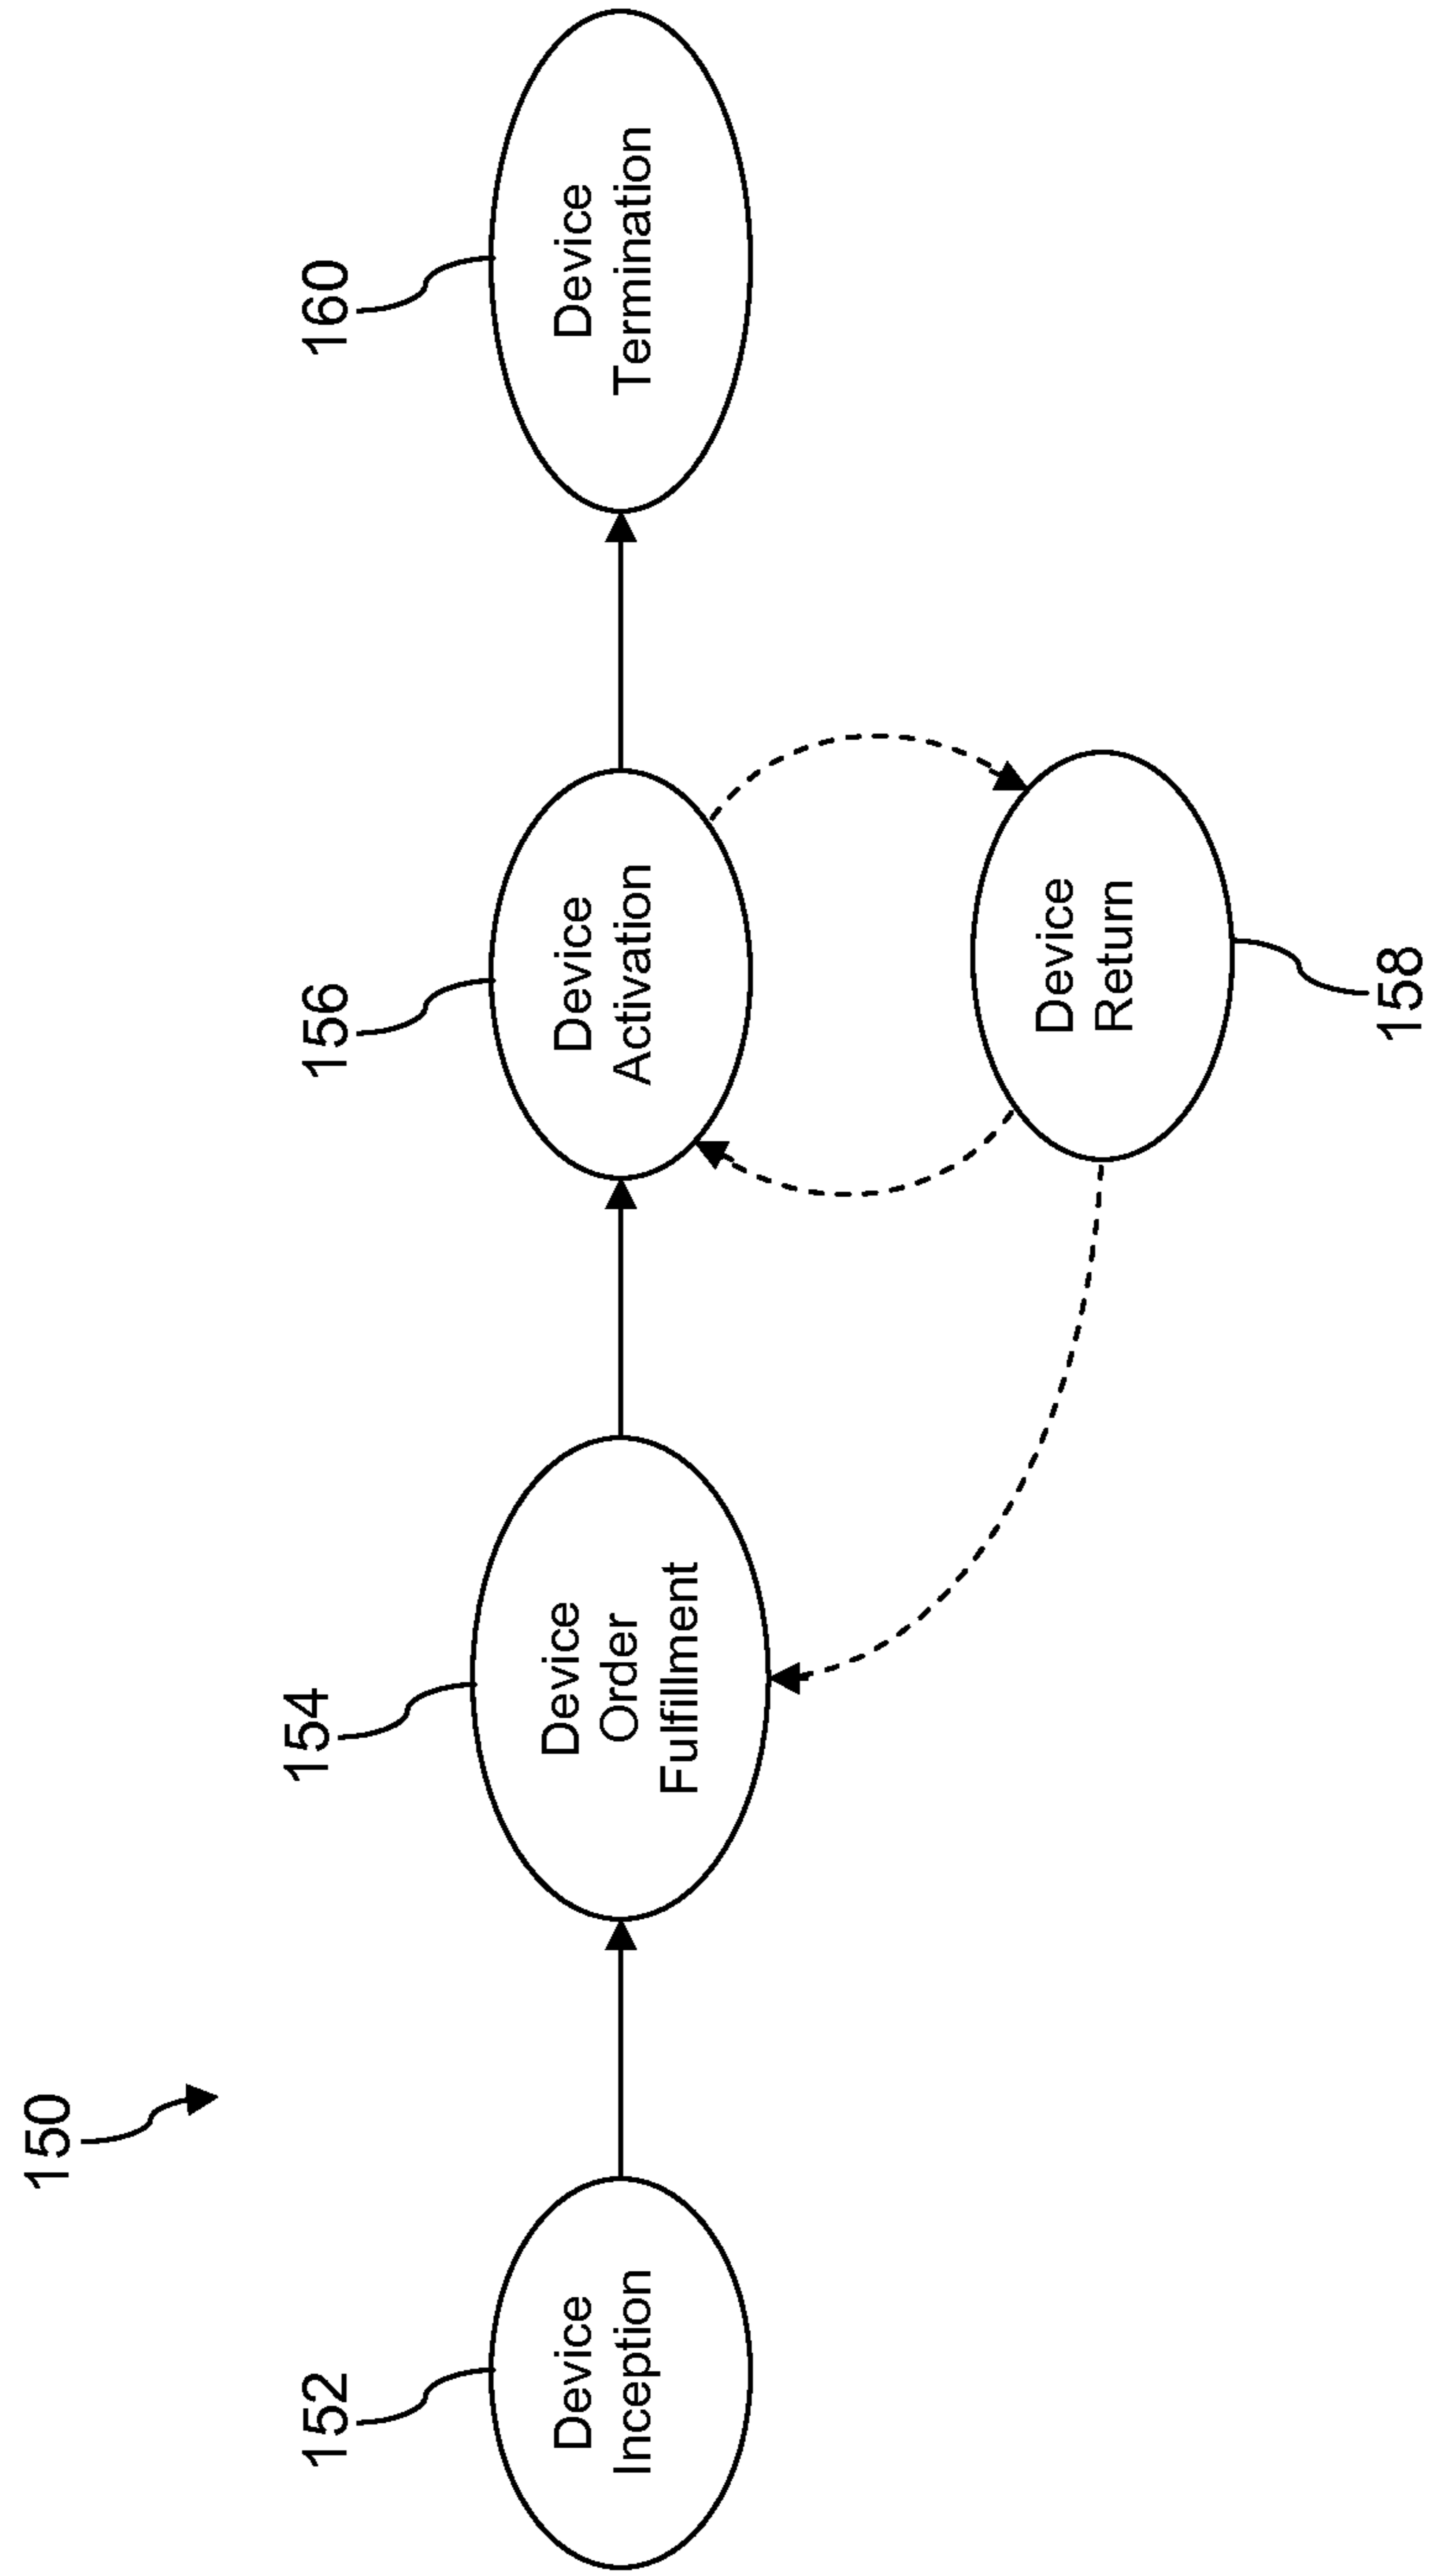 150
152
Device
Inception
154
Device
Order
Fulfillment
156
Device
Activation
160
Device
Termination
Device
Return
158